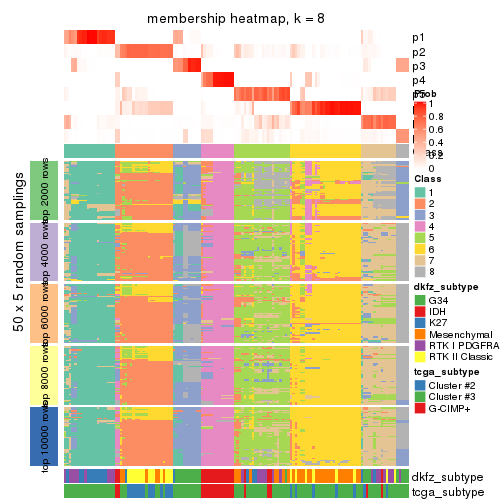 membership heatmap, k = 8
p1
p2
p3
p4
Prob
1
0.8
0.6
0.4
0.2
0
Class
1
2
3
4
5
6
7
8
50 x 5 random samplings
top 2000 rows
top 4000 rows
top 6000 rows
top 8000 rows
top 10000 rows
dkfz_subtype
G34
IDH
K27
Mesenchymal
RTK I PDGFRA
RTK II Classic
tcga_subtype
Cluster #2
Cluster #3
G-CIMP+
dkfz_subtype
tcga_subtype